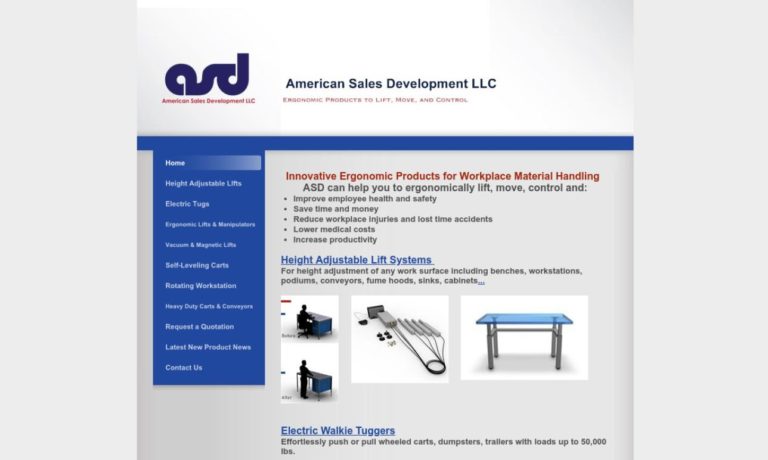 asd
American Sales Development LLC
American Sales Development LLC
Ergonomic Products to Lift, Move, and Control
Home
Height Adjustable LIfts
Electric Tugs
Ergonomic Lifts & Manipulators
Vacuum & Magnetic Lifts
Self-Leveling Carts
Rotating Workstation
Heavy Duty Carts & Conveyors
Request a Quotation
Latest New Product News
Contact Us
Innovative Ergonomic Products for Workplace Material Handling
ASD can help you to ergonomically lift, move, control and:
• Improve employee health and safety
• Save time and money
• Reduce workplace injuries and lost time accidents
• Lower medical costs
• Increase productivity
Height Adjustable Lift Systems
For height adjustment of any work surface including benches, workstations,
podiums, conveyors, fume hoods, sinks, cabinets...
Before
After
Electric Walkie Tuggers
Effortlessly push or pull wheeled carts, dumpsters, trailers with loads up to 50,000
lbs.